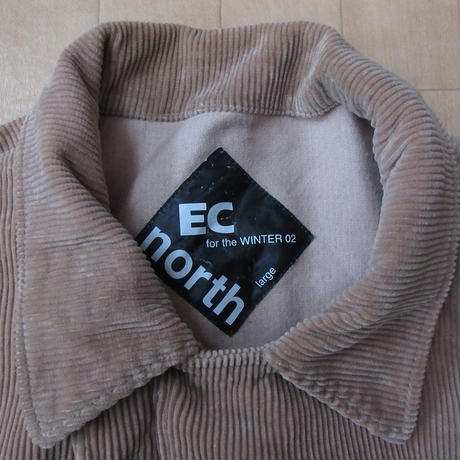 EC
for the WINTER 02
north
large